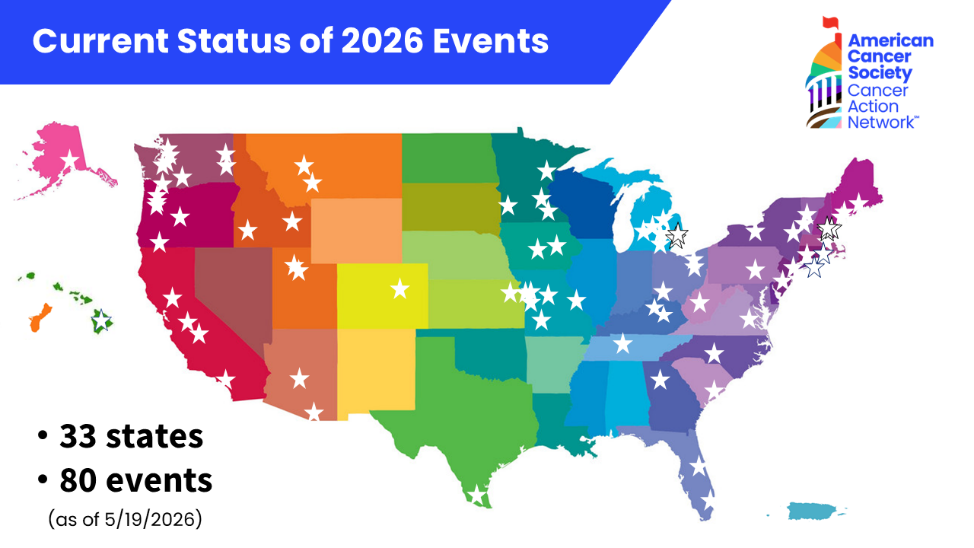 Current Status of 2026 Events
American
Cancer
Society
Cancer
Action
Network™
• 33 states
• 80 events
(as of 5/19/2026)